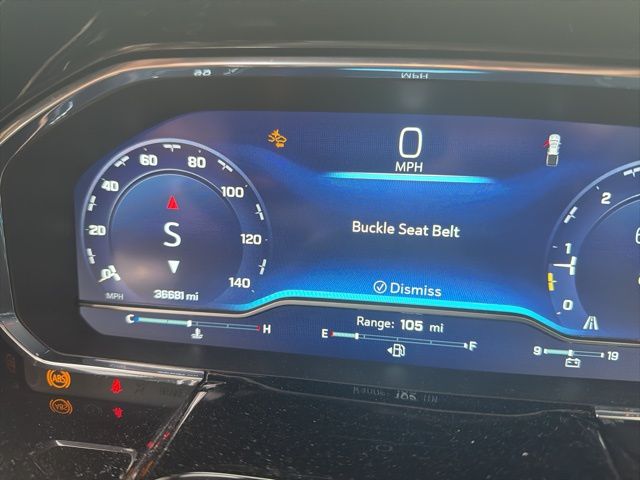 0
MPH
20 40 60 80 100 120 140
S
MPH
36681 mi
Buckle Seat Belt
Dismiss
2
1
0
C H
Range: 105 mi
E F
9 19
ABS